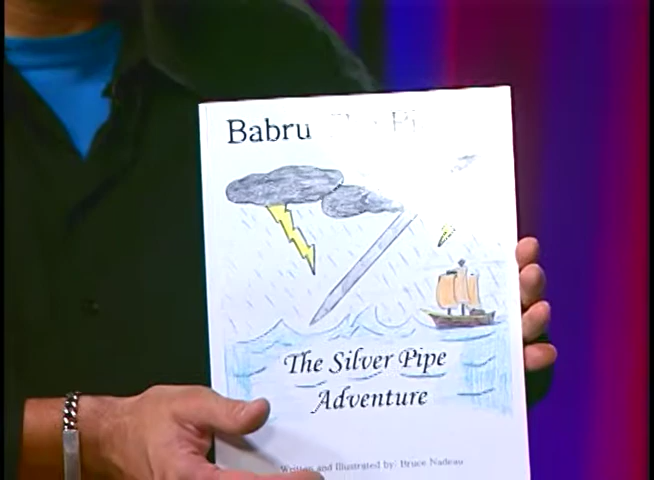 Babru
The Silver Pipe
Adventure
Written and Illustrated by: Bruce Nadeau